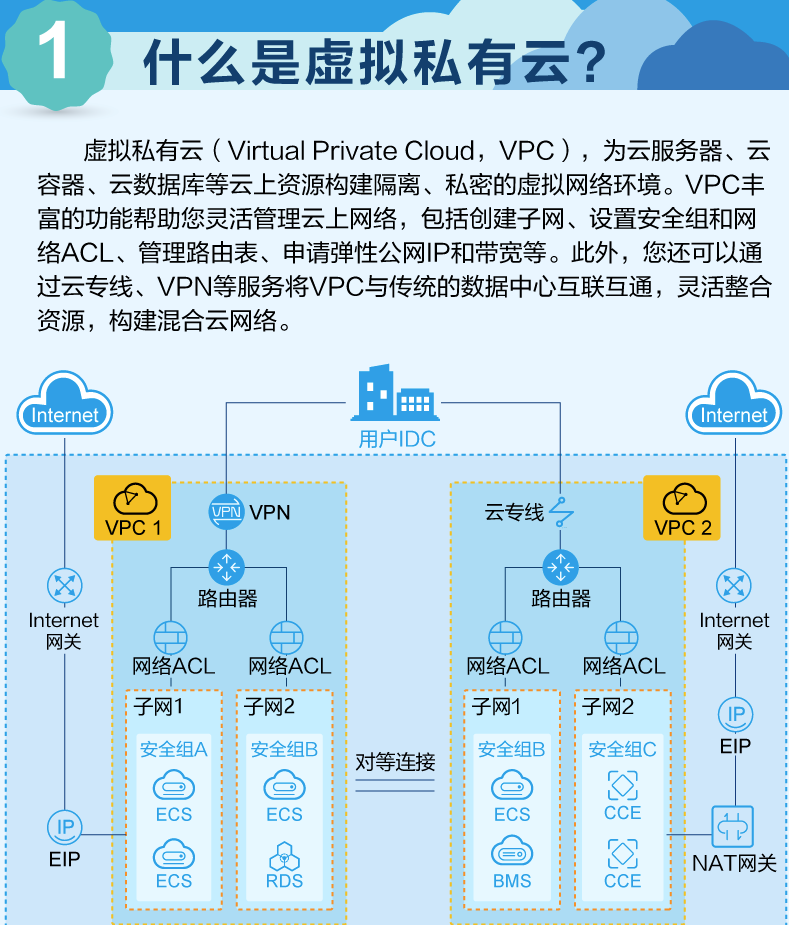 1
什么是虚拟私有云？
虚拟私有云（Virtual Private Cloud，VPC），为云服务器、云
容器、云数据库等云上资源构建隔离、私密的虚拟网络环境。VPC丰
富的功能帮助您灵活管理云上网络，包括创建子网、设置安全组和网
络ACL、管理路由表、申请弹性公网IP和带宽等。此外，您还可以通
过云专线、VPN等服务将VPC与传统的数据中心互联互通，灵活整合
资源，构建混合云网络。
Internet
用户IDC
Internet
VPC 1
VPN
VPN
云专线
VPC 2
路由器
路由器
Internet
网关
Internet
网关
网络ACL
网络ACL
网络ACL
网络ACL
子网1
子网2
子网1
子网2
IP
EIP
安全组A
安全组B
对等连接
安全组B
安全组C
ECS
ECS
ECS
CCE
IP
EIP
NAT网关
ECS
RDS
BMS
CCE